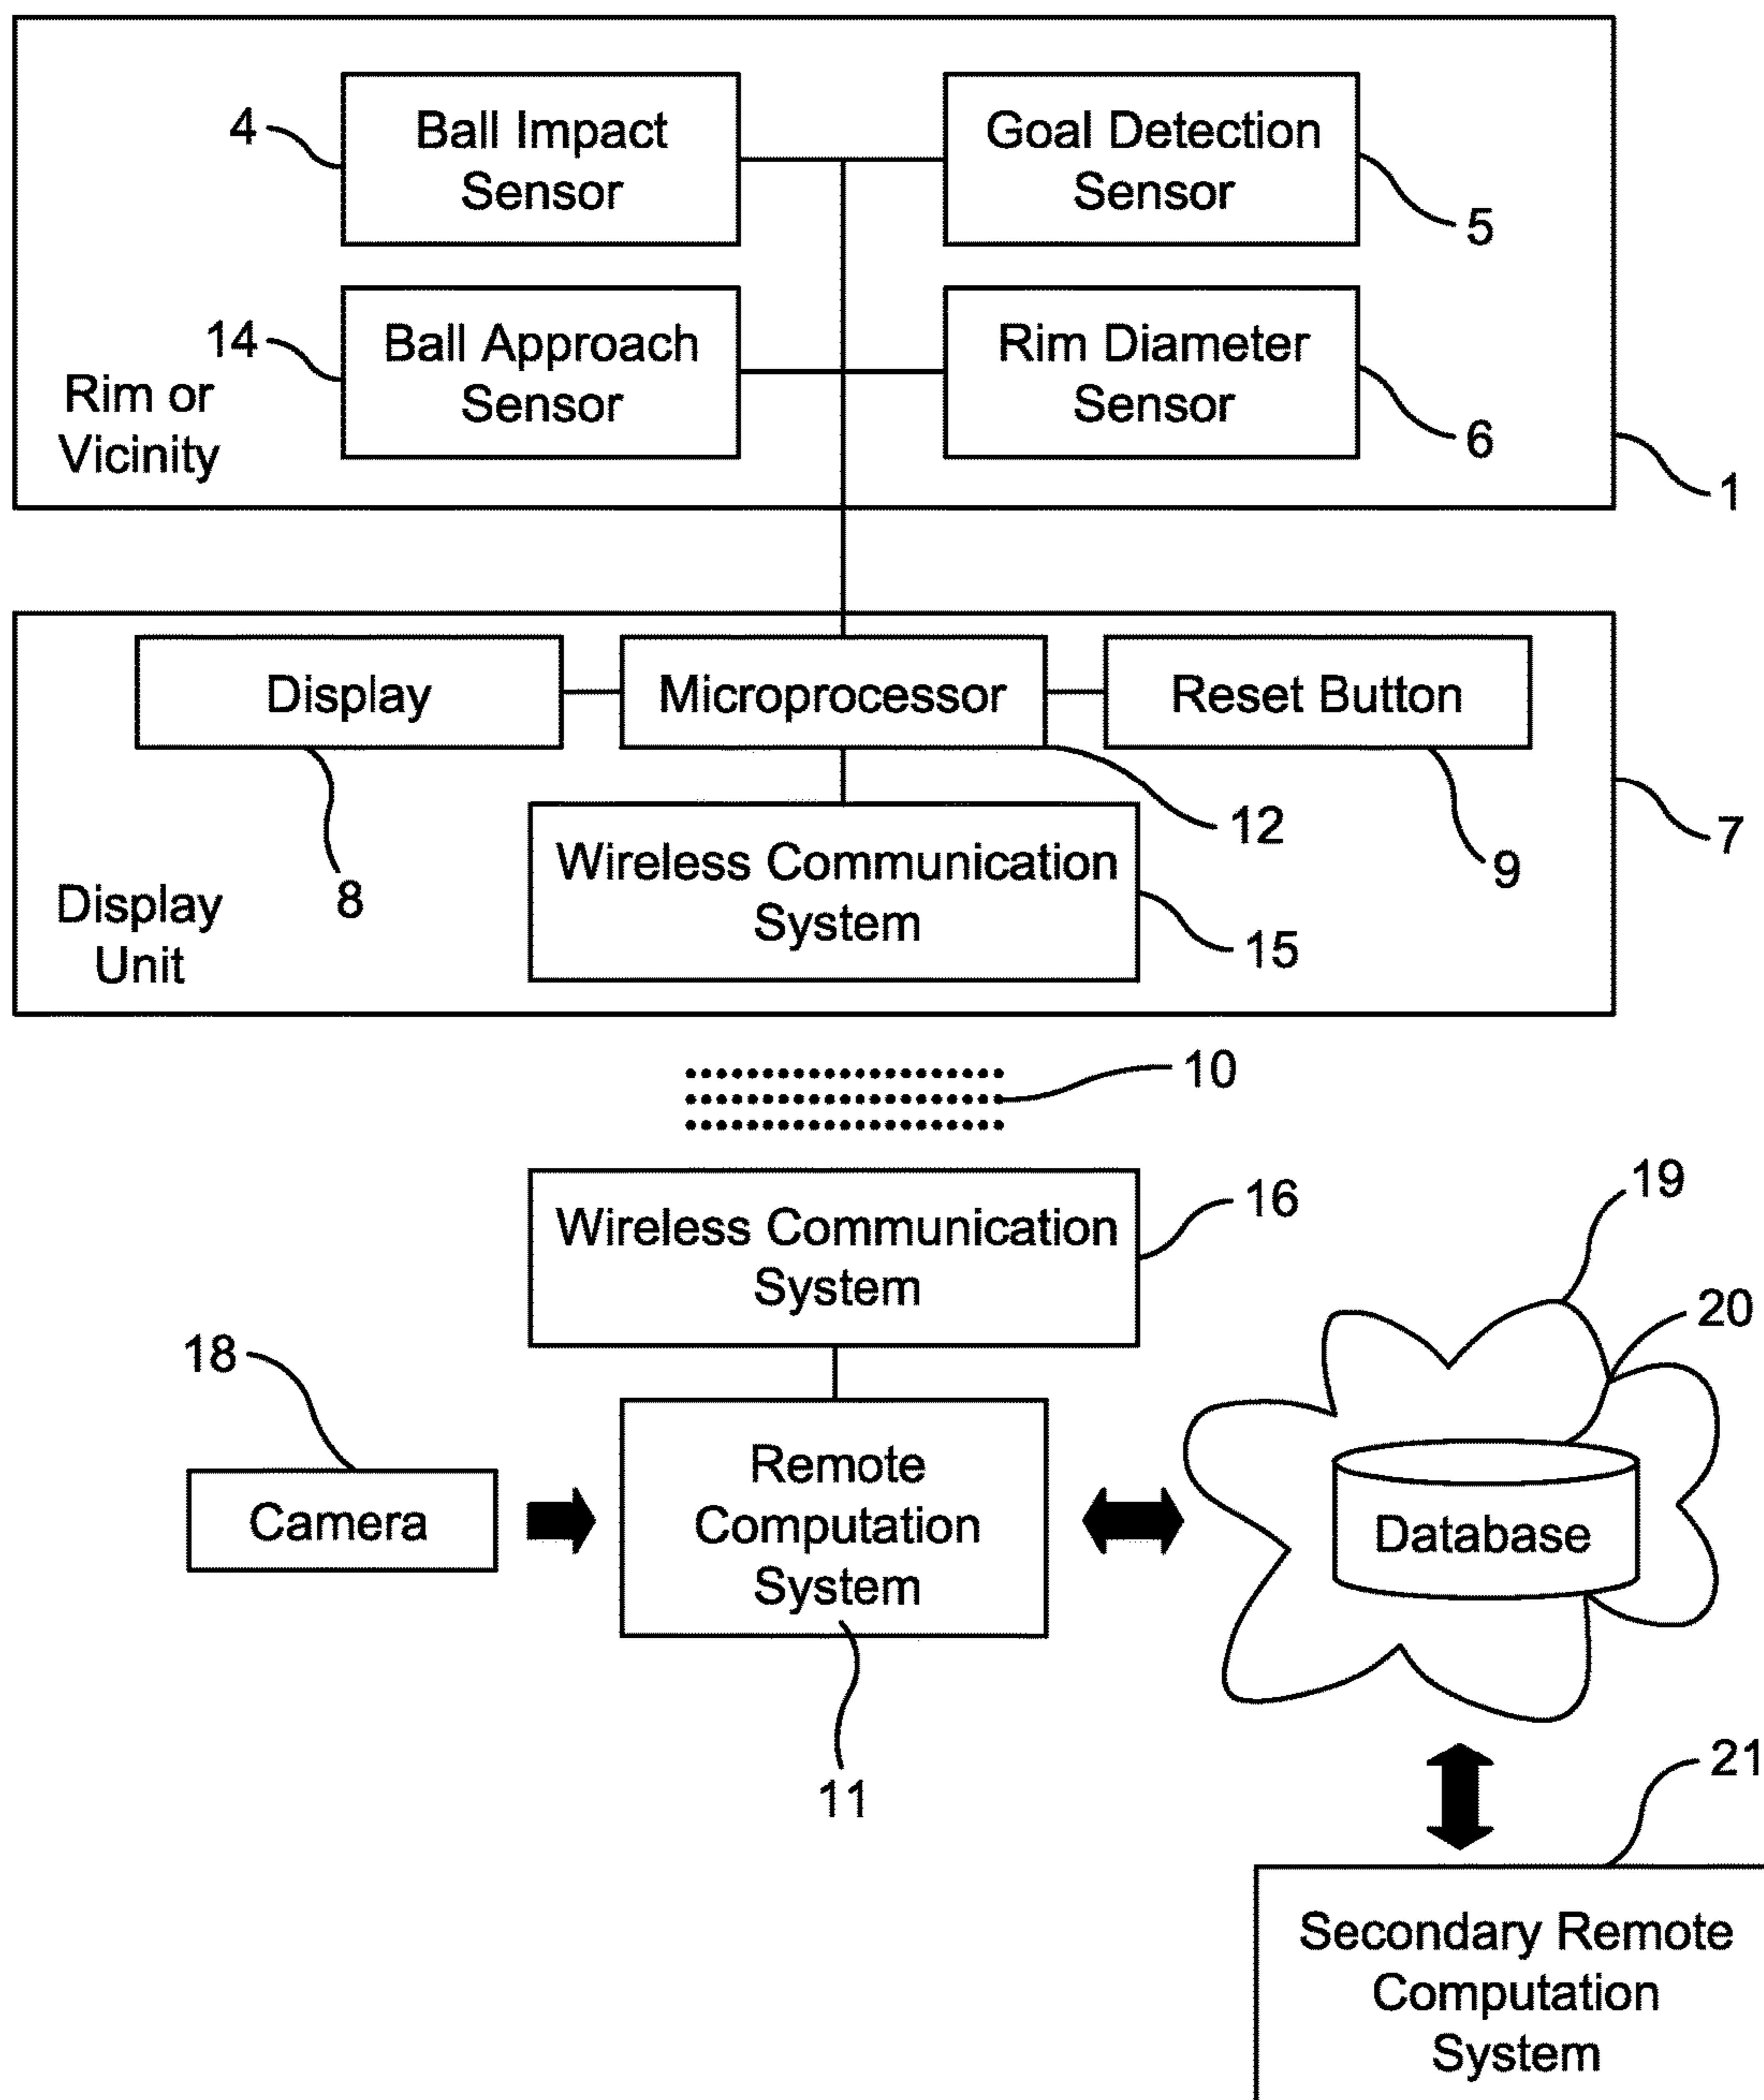 4
Ball Impact
Sensor
Goal Detection
Sensor
5
14
Ball Approach
Sensor
Rim Diameter
Sensor
6
Rim or
Vicinity
1
Display
Microprocessor
Reset Button
8
12
9
7
Wireless Communication
System
15
Display
Unit
10
Wireless Communication
System
16
19
20
18
Camera
Remote
Computation
System
11
Database
21
Secondary Remote
Computation
System